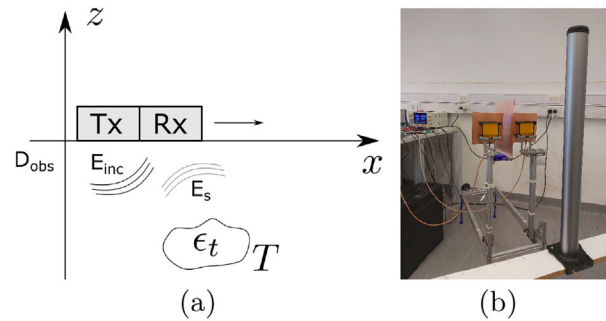 z
Tx Rx
D_obs x
E_inc
E_s
ϵ_t T
(a) (b)